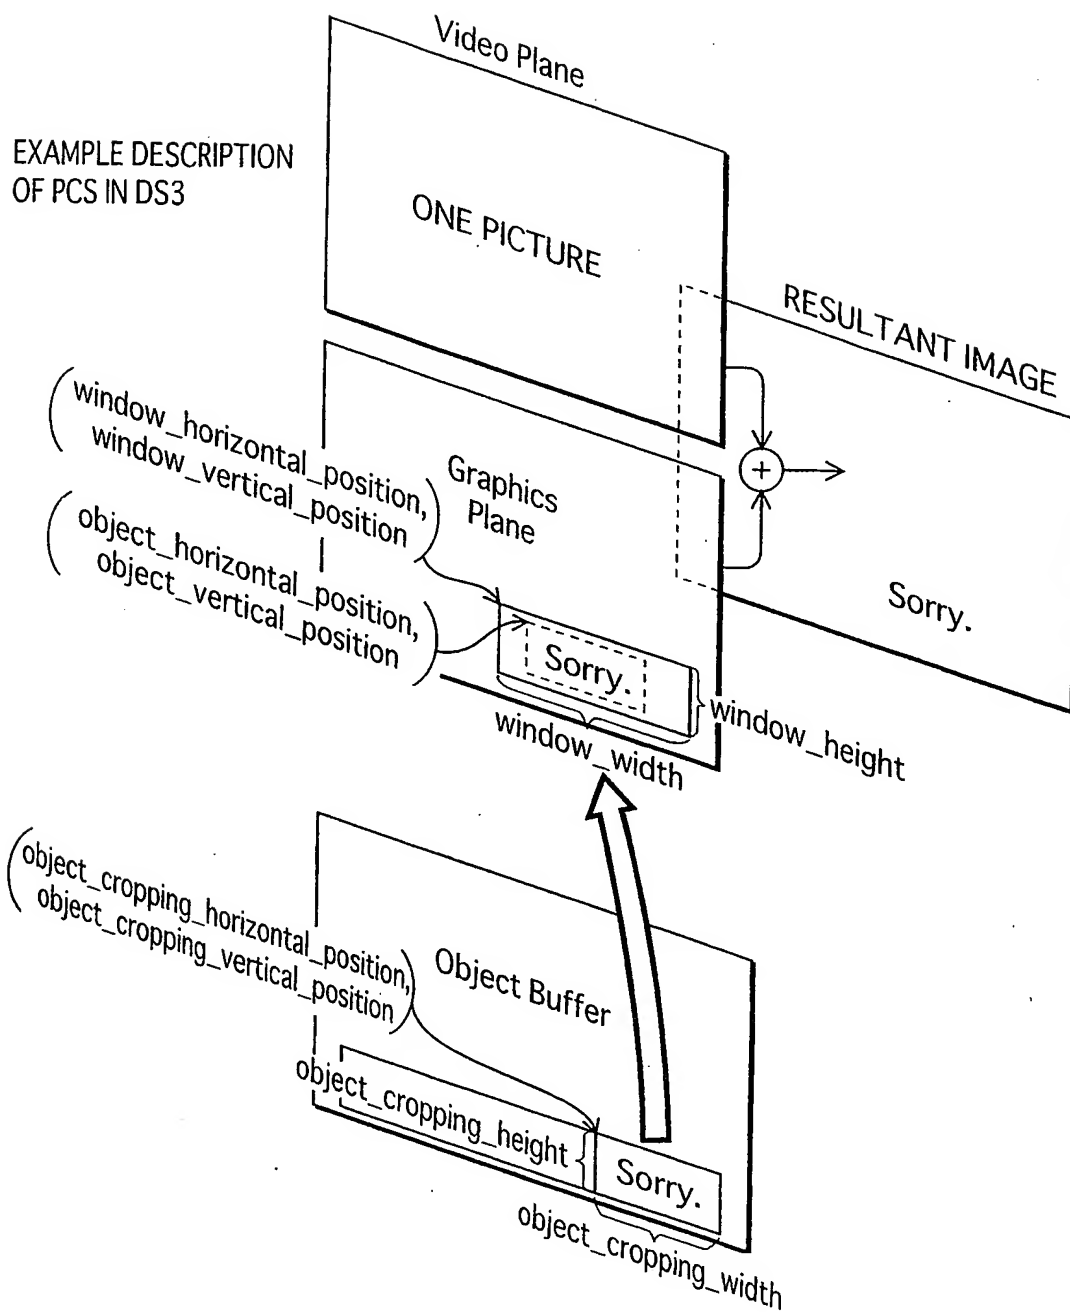 Video Plane
EXAMPLE DESCRIPTION
OF PCS IN DS3
ONE PICTURE
RESULTANT IMAGE
(window_horizontal_position,
window_vertical_position)
Graphics
Plane
(object_horizontal_position,
object_vertical_position)
+
Sorry.
Sorry.
window_height
window_width
(object_cropping_horizontal_position,
object_cropping_vertical_position)
Object Buffer
object_cropping_height
Sorry.
object_cropping_width